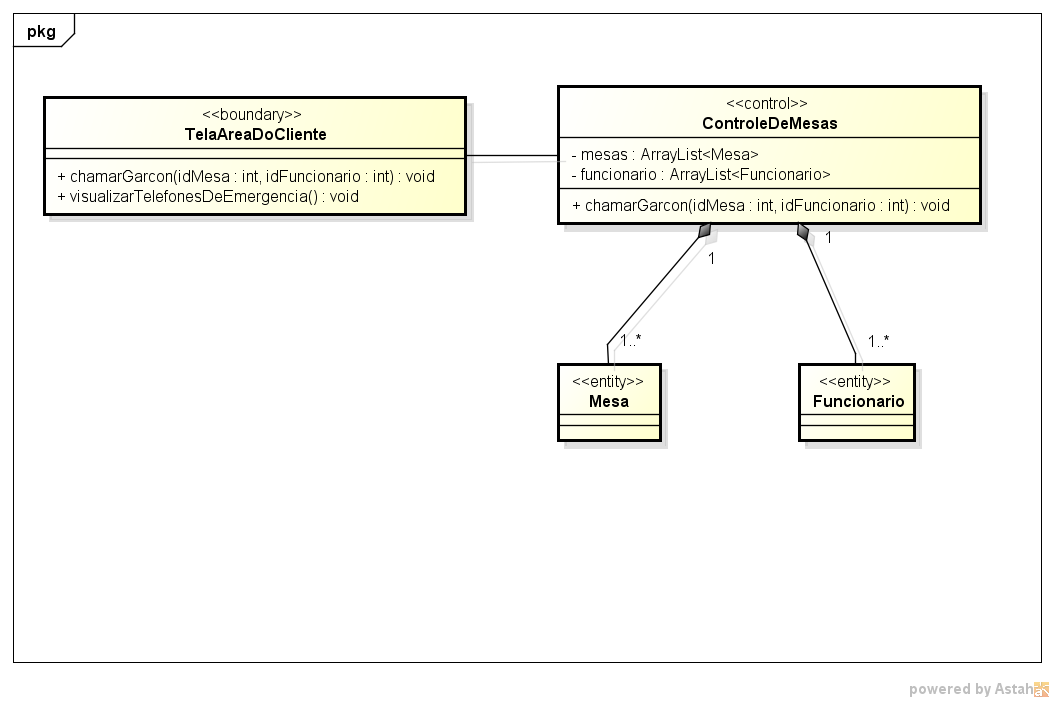 pkg
<<boundary>>
TelaAreaDoCliente
+ chamarGarcon(idMesa : int, idFuncionario : int) : void
+ visualizarTelefonesDeEmergencia() : void
<<control>>
ControleDeMesas
- mesas : ArrayList<Mesa>
- funcionario : ArrayList<Funcionario>
+ chamarGarcon(idMesa : int, idFuncionario : int) : void
1
1
1..*
1..*
<<entity>>
Mesa
<<entity>>
Funcionario
powered by Astah